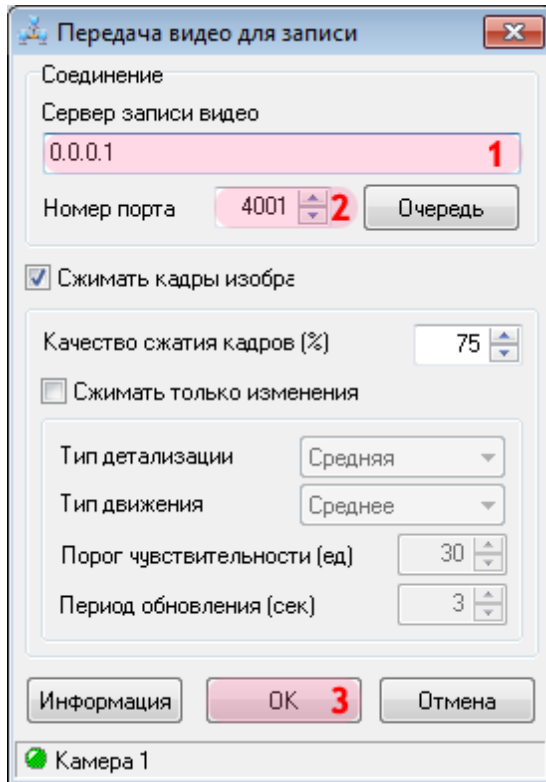 Передача видео для записи
Соединение
Сервер записи видео
0.0.0.1 1
Номер порта 4001 2 Очередь
Сжимать кадры изобра
Качество сжатия кадров (%) 75
Сжимать только изменения
Тип детализации Средняя
Тип движения Среднее
Порог чувствительности (ед) 30
Период обновления (сек) 3
Информация OK 3 Отмена
Камера 1